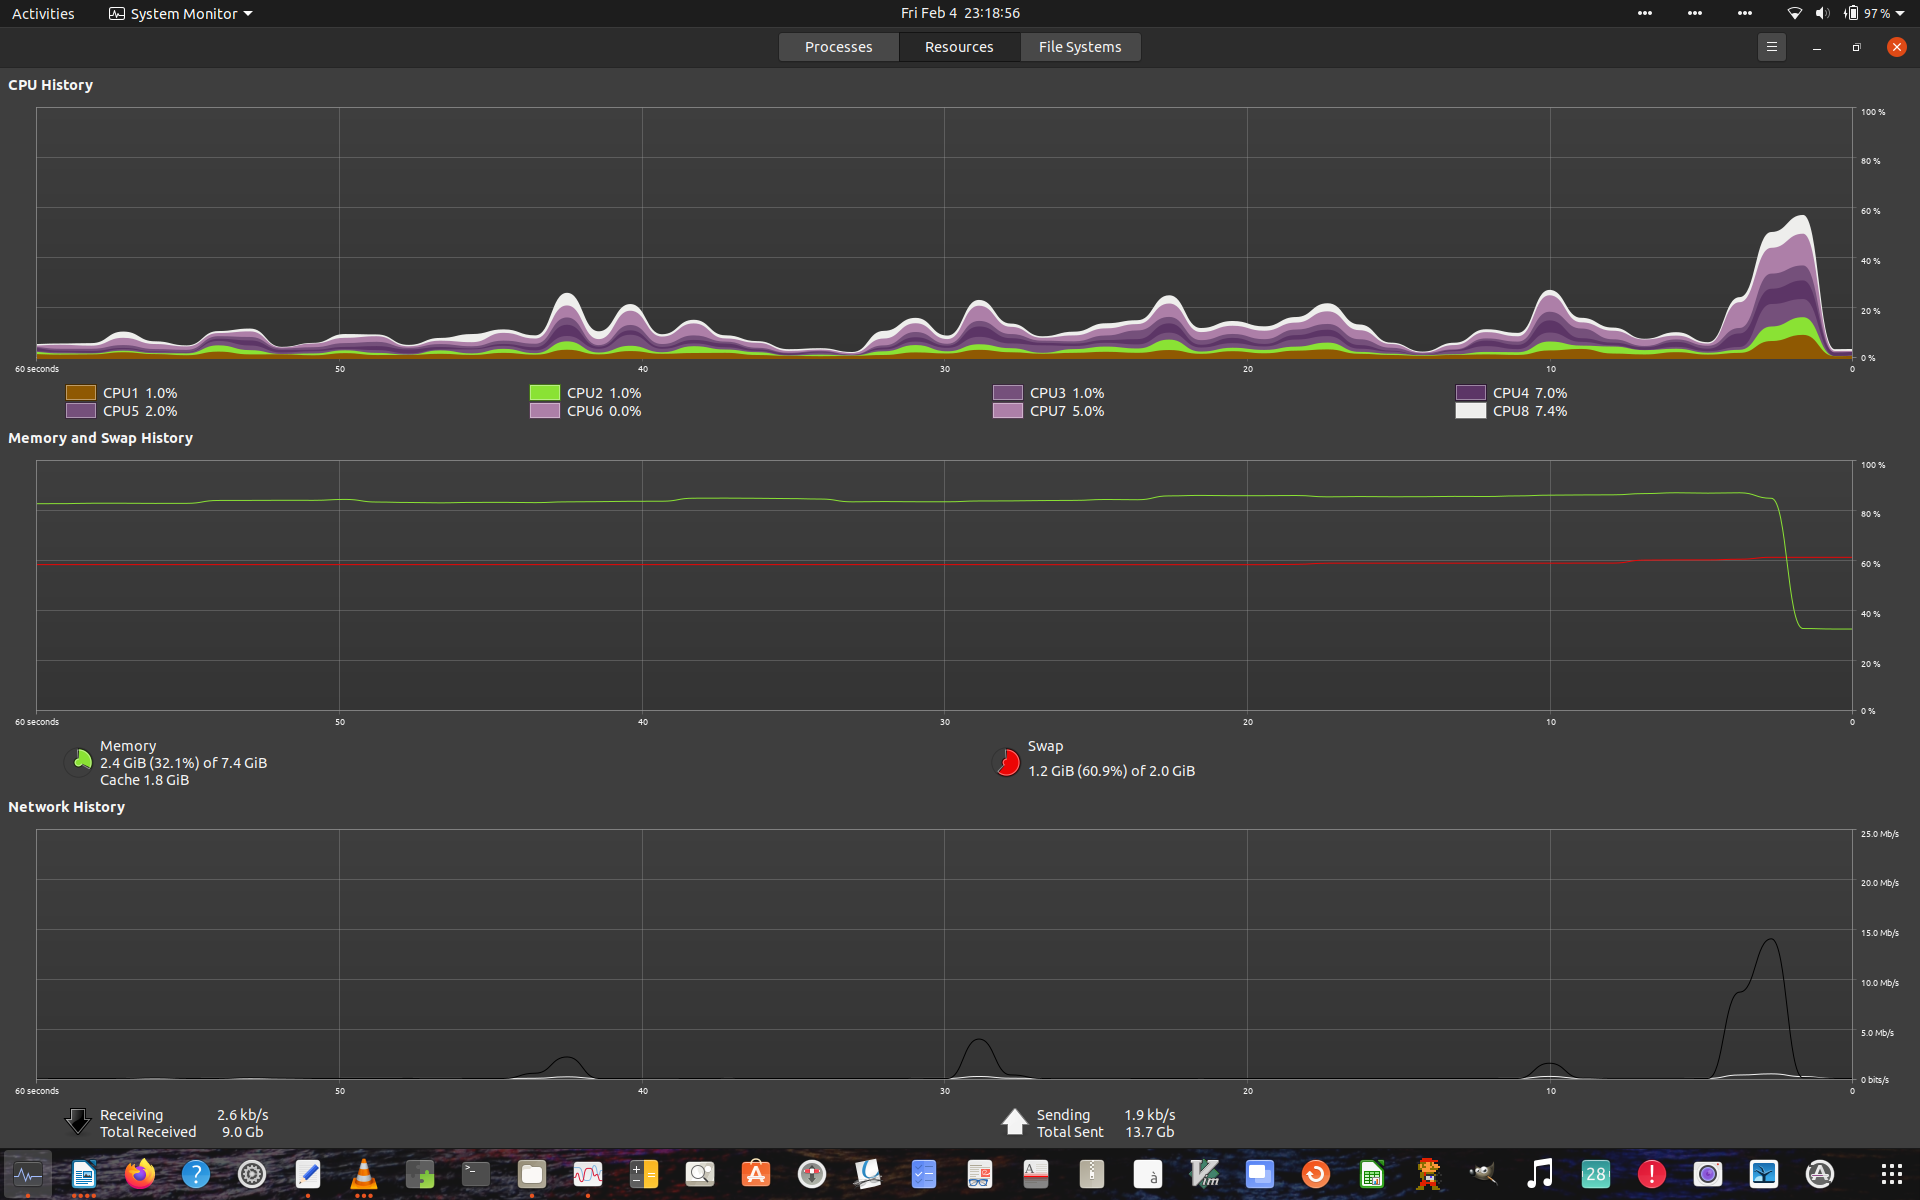 Activities System Monitor Fri Feb 4 23:18:56 97 %
Processes Resources File Systems
CPU History
100 %
80 %
60 %
40 %
20 %
0 %
60 seconds 50 40 30 20 10 0
CPU1 1.0% CPU2 1.0% CPU3 1.0% CPU4 7.0%
CPU5 2.0% CPU6 0.0% CPU7 5.0% CPU8 7.4%
Memory and Swap History
100 %
80 %
60 %
40 %
20 %
0 %
60 seconds 50 40 30 20 10 0
Memory Swap
2.4 GiB (32.1%) of 7.4 GiB 1.2 GiB (60.9%) of 2.0 GiB
Cache 1.8 GiB
Network History
25.0 Mb/s
20.0 Mb/s
15.0 Mb/s
10.0 Mb/s
5.0 Mb/s
0 bits/s
60 seconds 50 40 30 20 10 0
Receiving 2.6 kb/s Sending 1.9 kb/s
Total Received 9.0 Gb Total Sent 13.7 Gb
? >_ A à Vim 28 !